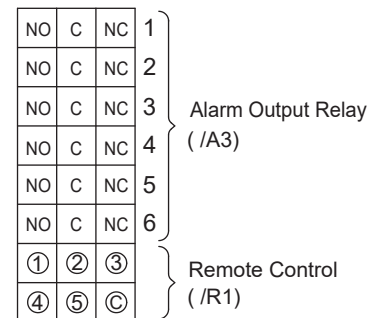 NO C NC 1
NO C NC 2
NO C NC 3
NO C NC 4
NO C NC 5
NO C NC 6
Alarm Output Relay
( /A3)
① ② ③
④ ⑤ Ⓒ
Remote Control
( /R1)